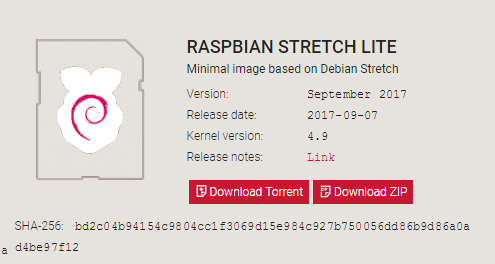 RASPBIAN STRETCH LITE
Minimal image based on Debian Stretch
Version: September 2017
Release date: 2017-09-07
Kernel version: 4.9
Release notes: Link
Download Torrent Download ZIP
SHA-256: bd2c04b94154c9804cc1f3069d15e984c927b750056dd86b9d86a0a
a d4be97f12